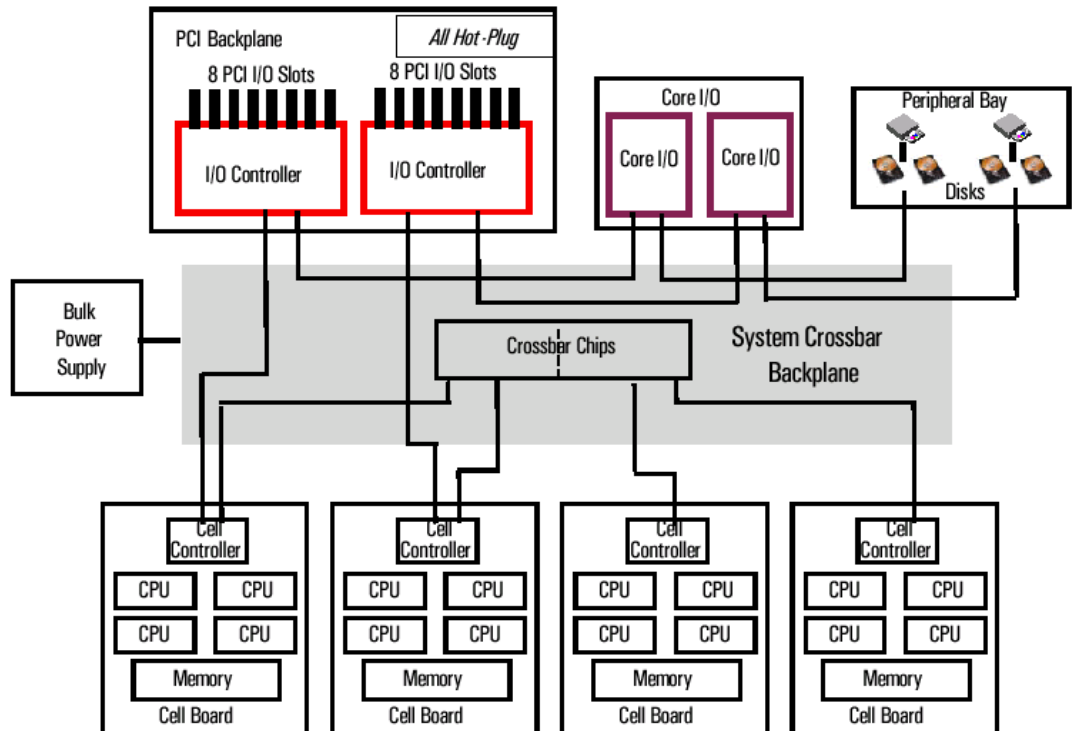 PCI Backplane
All Hot-Plug
8 PCI I/O Slots
8 PCI I/O Slots
I/O Controller
I/O Controller
Core I/O
Core I/O
Core I/O
Peripheral Bay
Disks
Bulk
Power
Supply
Crossbar Chips
System Crossbar
Backplane
Cell
Controller
CPU
CPU
CPU
CPU
Memory
Cell Board
Cell
Controller
CPU
CPU
CPU
CPU
Memory
Cell Board
Cell
Controller
CPU
CPU
CPU
CPU
Memory
Cell Board
Cell
Controller
CPU
CPU
CPU
CPU
Memory
Cell Board